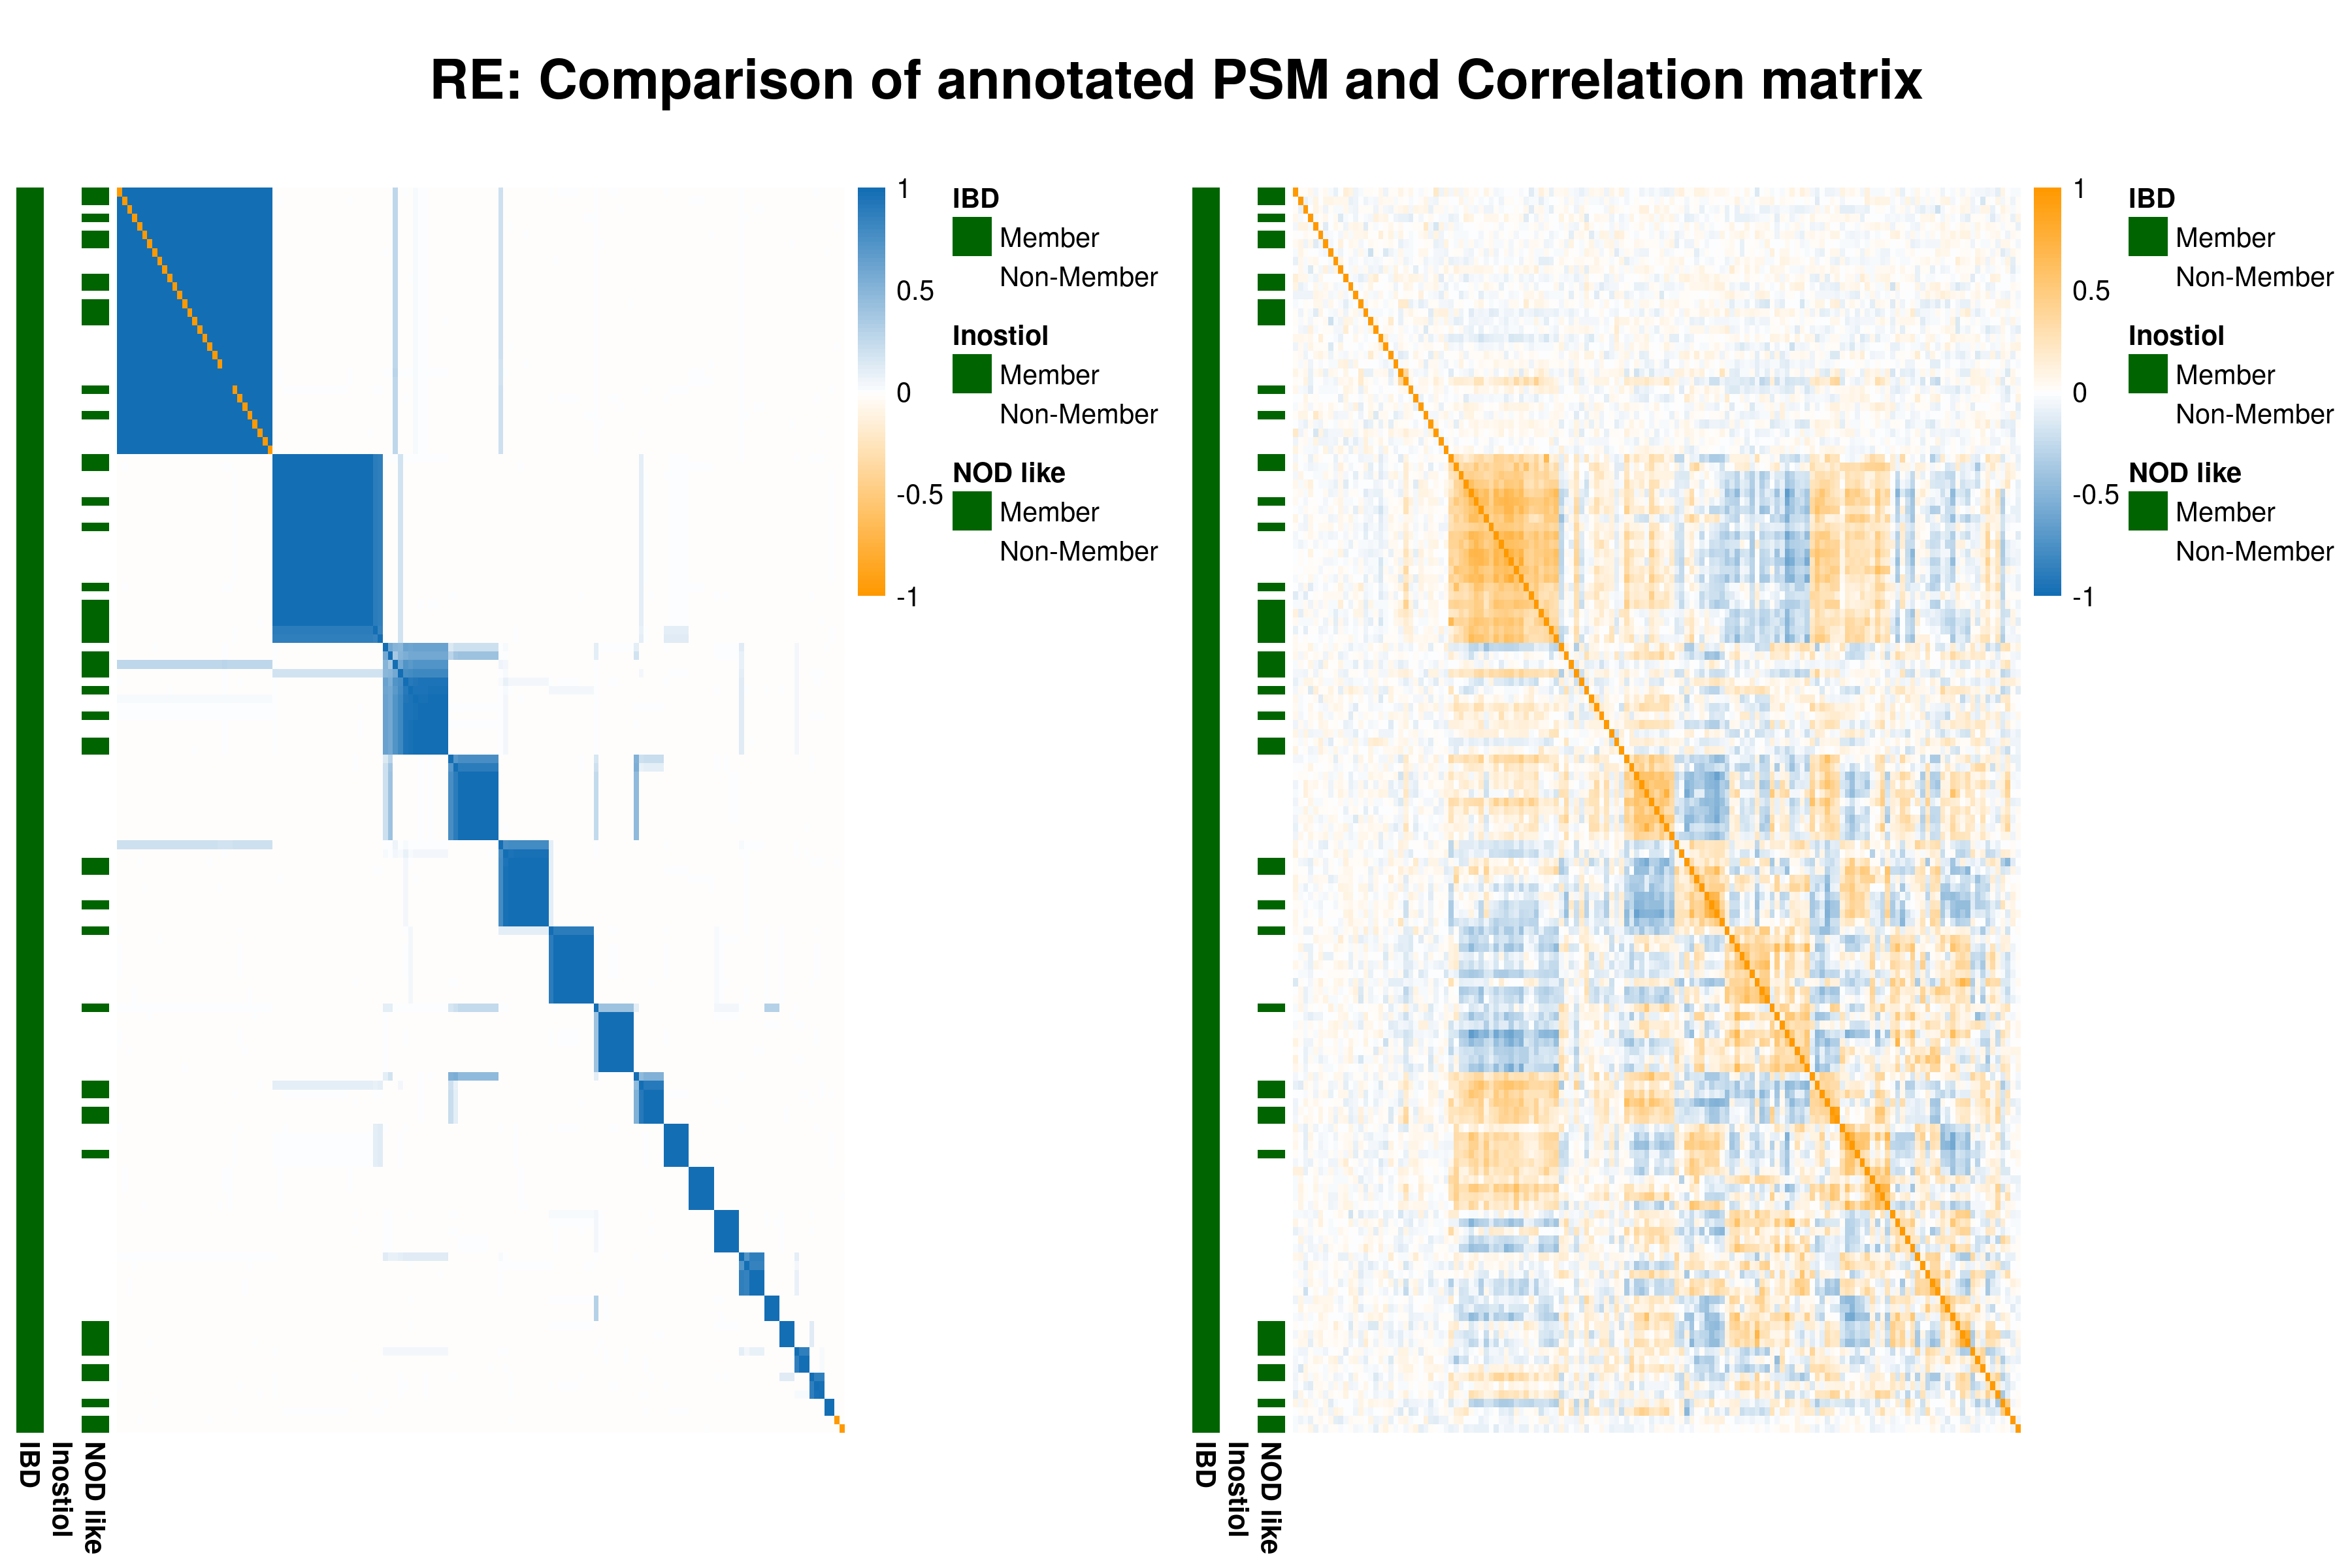 RE: Comparison of annotated PSM and Correlation matrix
1
0.5
0
-0.5
-1
IBD
Member
Non-Member
Inostiol
Member
Non-Member
NOD like
Member
Non-Member
IBD
Inostiol
NOD like
1
0.5
0
-0.5
-1
IBD
Member
Non-Member
Inostiol
Member
Non-Member
NOD like
Member
Non-Member
IBD
Inostiol
NOD like